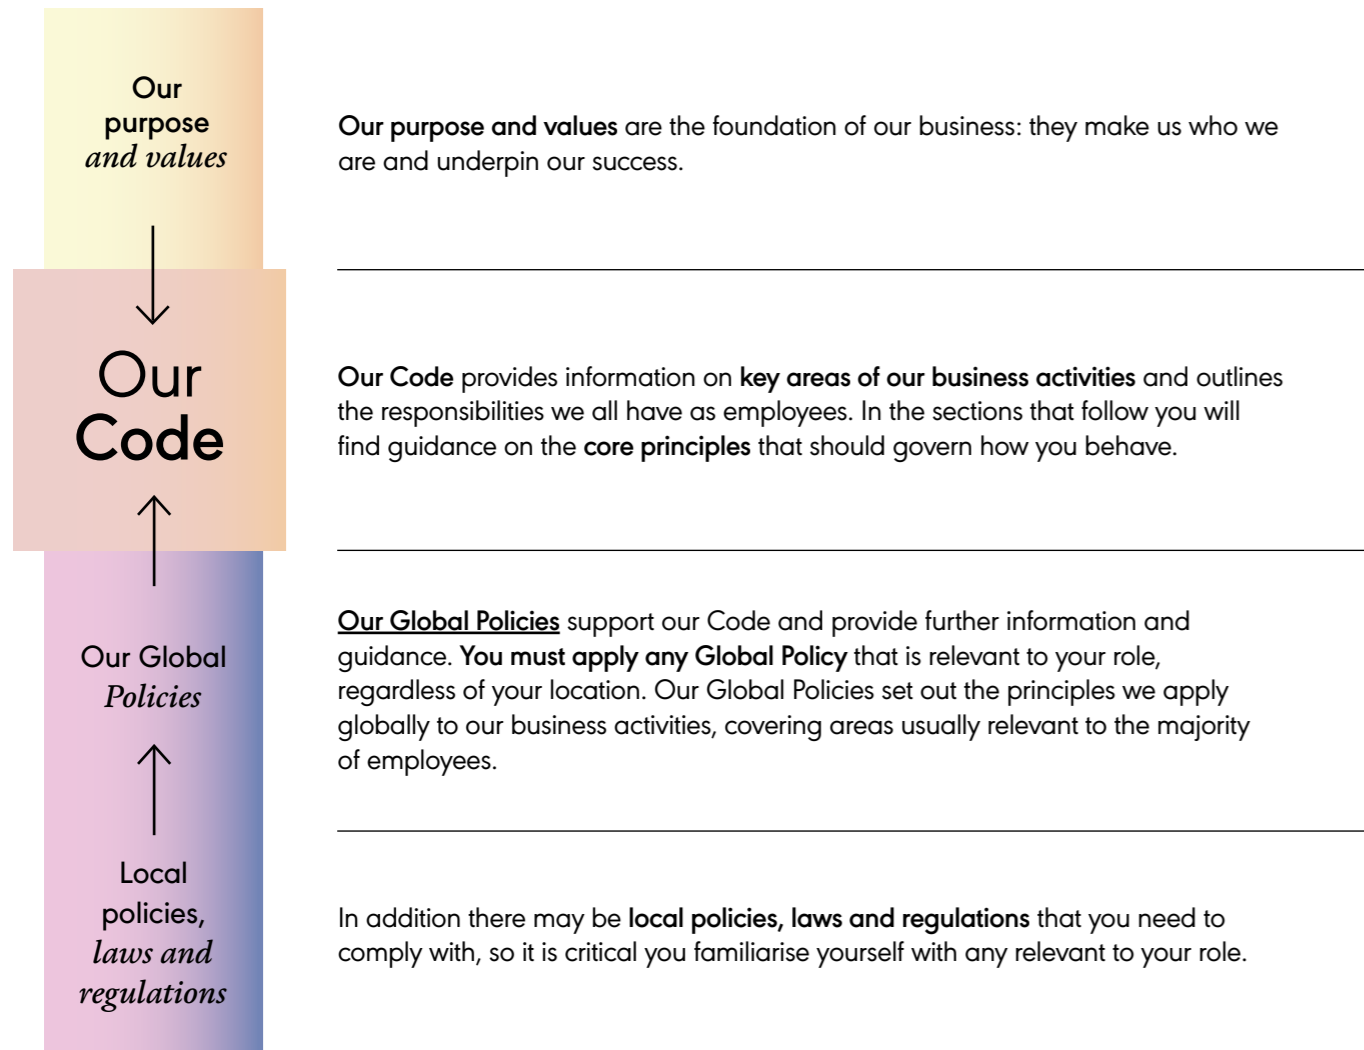 Our
purpose
and values
Our purpose and values are the foundation of our business: they make us who we
are and underpin our success.
Our
Code
Our Code provides information on key areas of our business activities and outlines
the responsibilities we all have as employees. In the sections that follow you will
find guidance on the core principles that should govern how you behave.
Our Global
Policies
Our Global Policies support our Code and provide further information and
guidance. You must apply any Global Policy that is relevant to your role,
regardless of your location. Our Global Policies set out the principles we apply
globally to our business activities, covering areas usually relevant to the majority
of employees.
Local
policies,
laws and
regulations
In addition there may be local policies, laws and regulations that you need to
comply with, so it is critical you familiarise yourself with any relevant to your role.